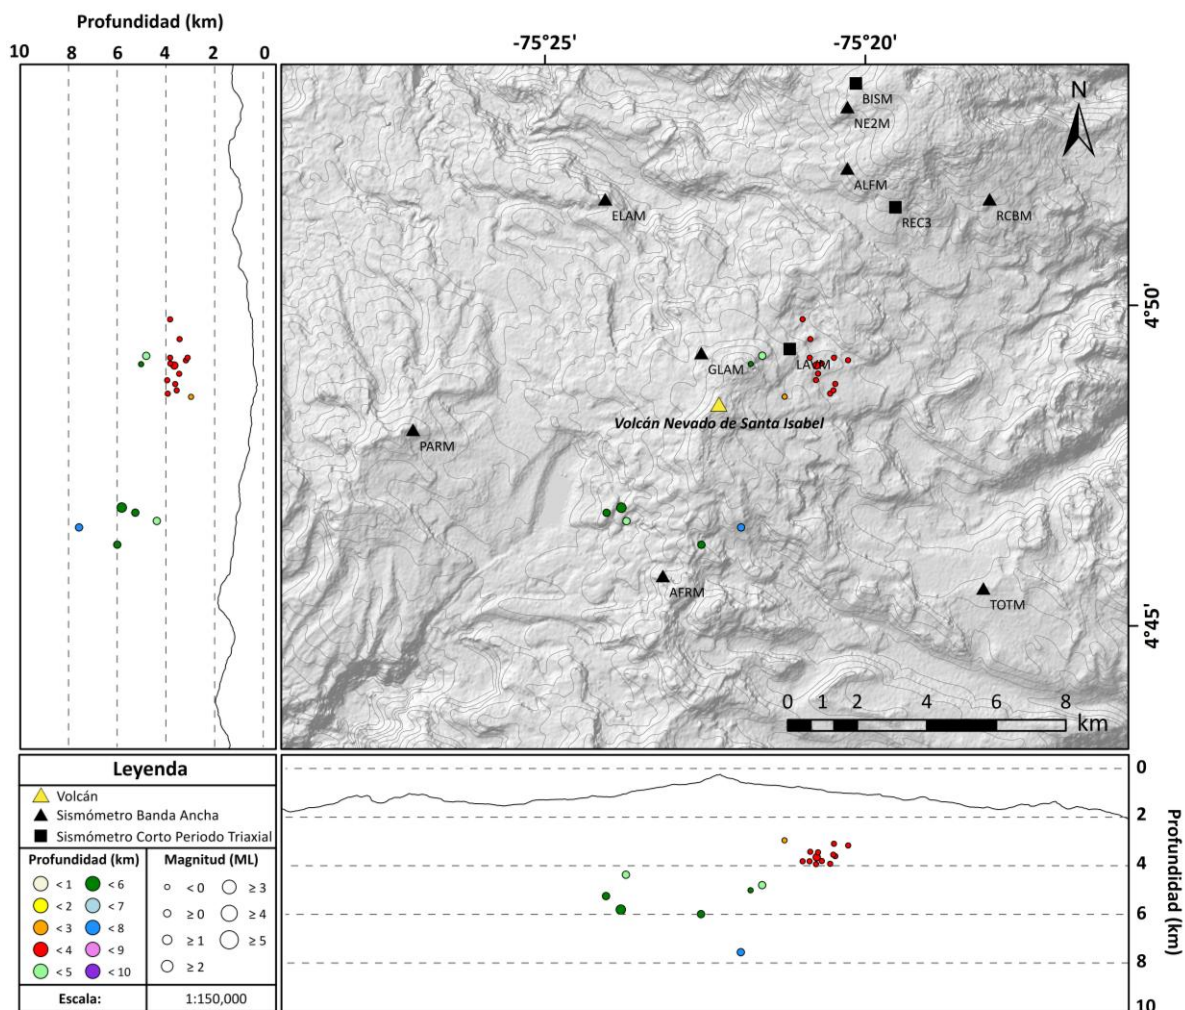 Profundidad (km)
10 8 6 4 2 0
-75°25' -75°20'
N
BISM
NE2M
ALFM
ELAM
REC3
RCBM
4°50'
GLAM
LAVM
Volcán Nevado de Santa Isabel
PARM
AFRM
TOTM
4°45'
0 1 2 4 6 8
km
Leyenda
Volcán
Sismómetro Banda Ancha
Sismómetro Corto Periodo Triaxial
Profundidad (km) Magnitud (ML)
< 1 < 6 < 0 ≥ 3
< 2 < 7 ≥ 0 ≥ 4
< 3 < 8 ≥ 1 ≥ 5
< 4 < 9 ≥ 2
< 5 < 10
Escala: 1:150,000
0
2
4
6
8
10
Profundidad (km)